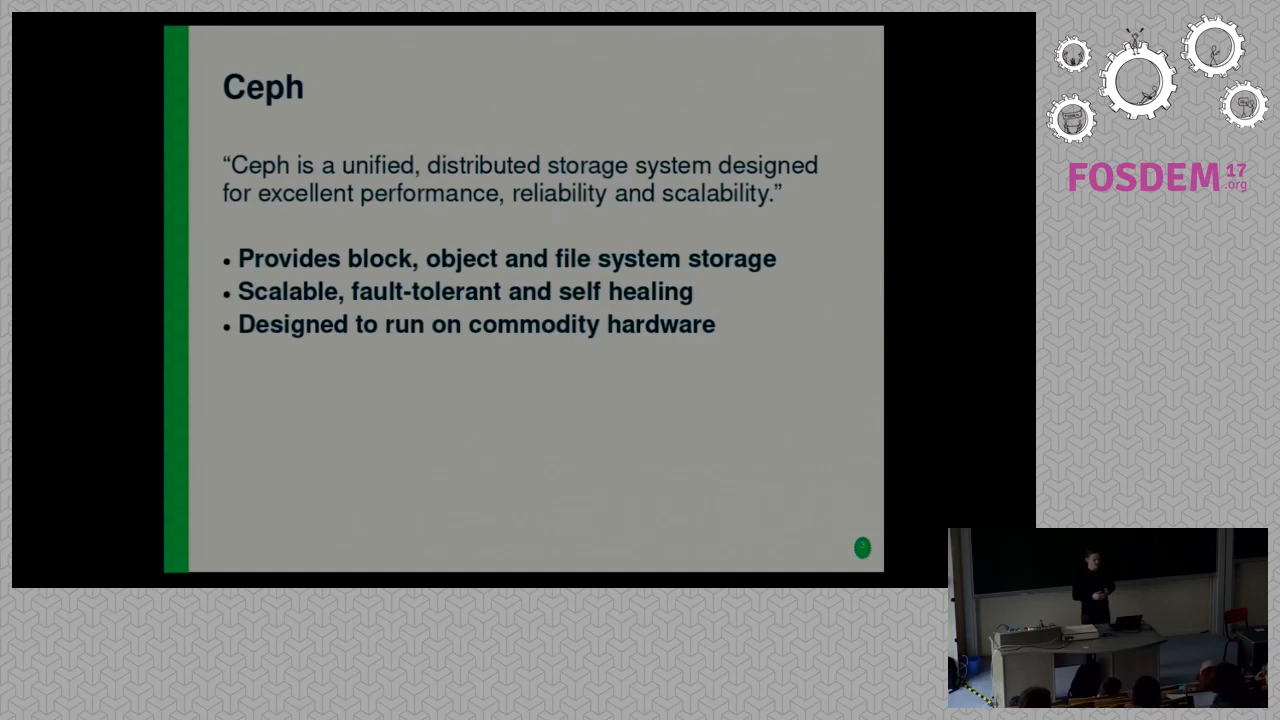 Ceph
“Ceph is a unified, distributed storage system designed
for excellent performance, reliability and scalability.”
• Provides block, object and file system storage
• Scalable, fault-tolerant and self healing
• Designed to run on commodity hardware
3
FOSDEM 17
.org